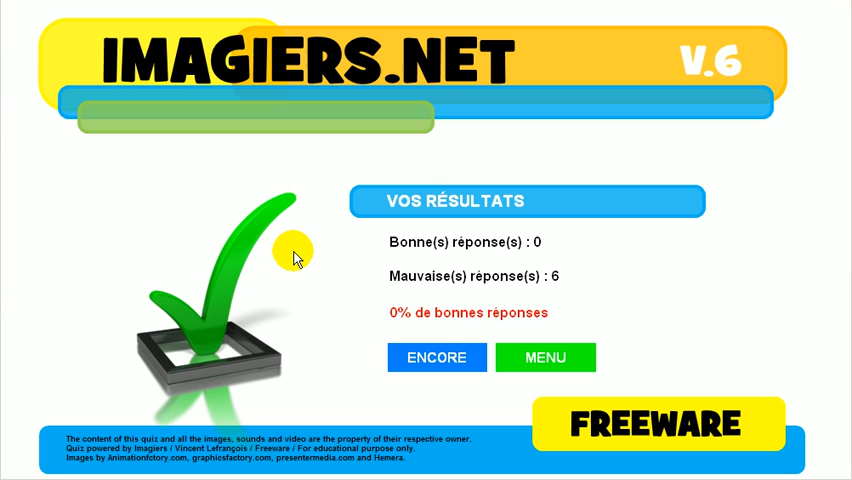 IMAGIERS.NET
V.6
VOS RÉSULTATS
Bonne(s) réponse(s) : 0
Mauvaise(s) réponse(s) : 6
0% de bonnes réponses
ENCORE
MENU
FREEWARE
The content of this quiz and all the images, sounds and video are the property of their respective owner.
Quiz powered by Imagiers / Vincent Lefrançois / Freeware / For educational purpose only.
Images by Animationfctory.com, graphicsfactory.com, presentermedia.com and Hemera.